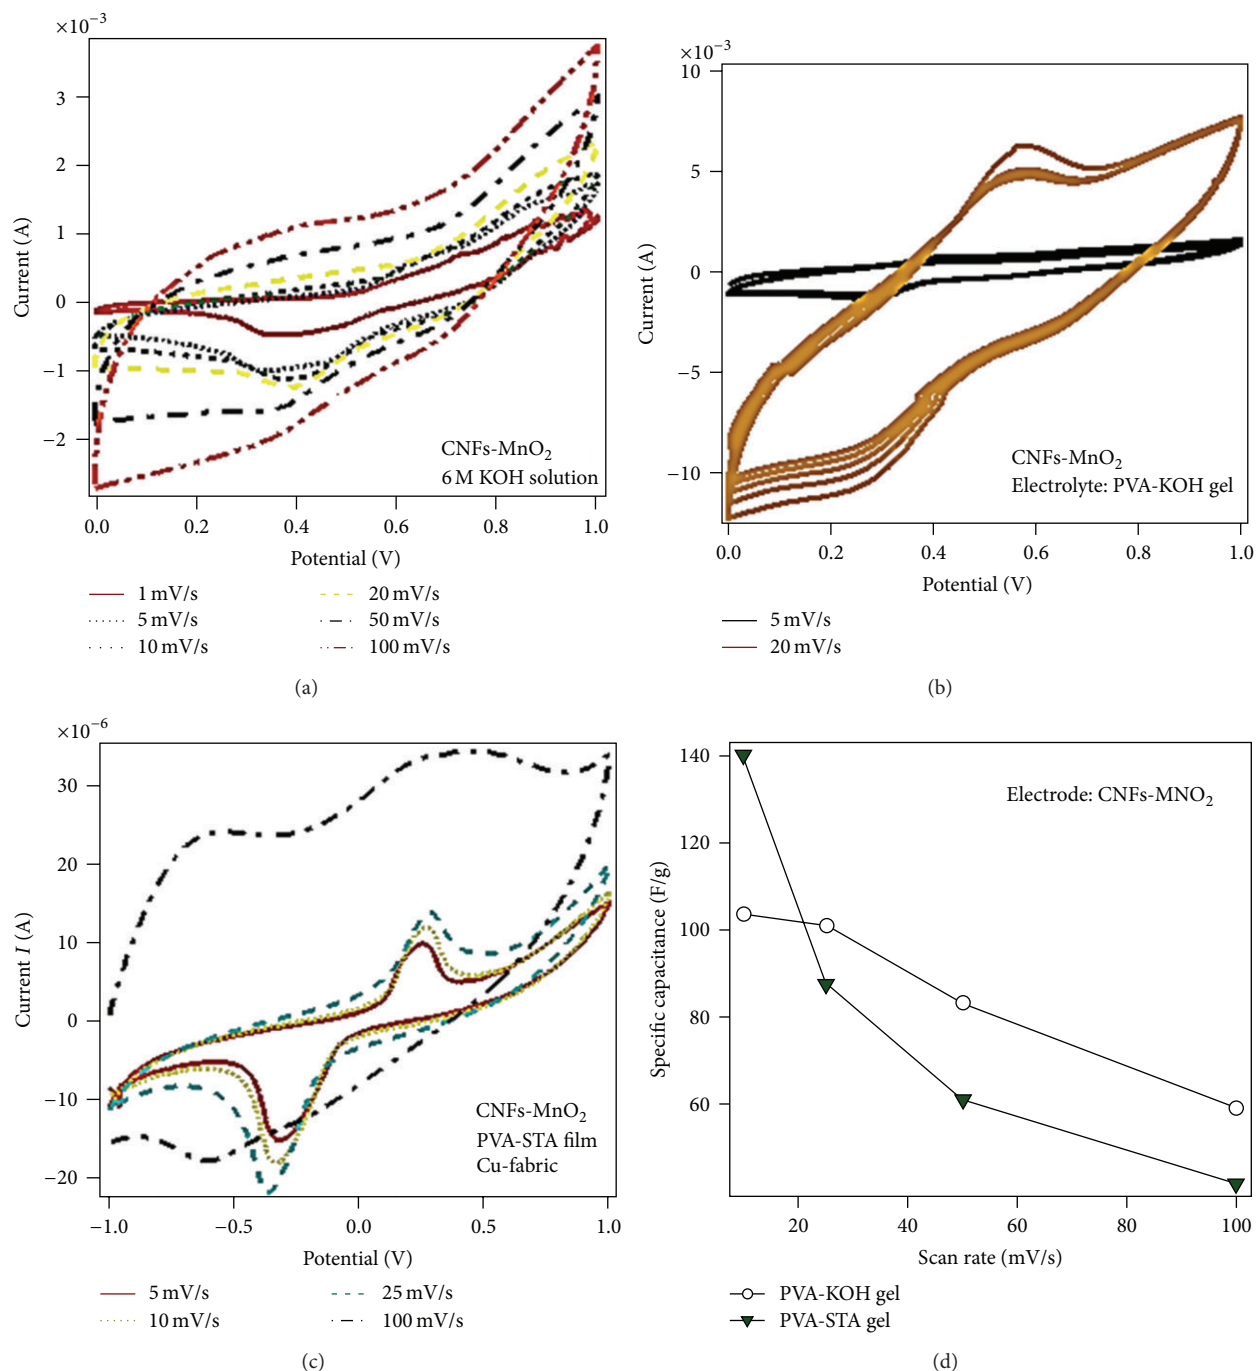 ×10⁻³
3
2
1
0
−1
−2
Current (A)
CNFs-MnO₂
6 M KOH solution
0.0 0.2 0.4 0.6 0.8 1.0
Potential (V)
1 mV/s
5 mV/s
10 mV/s
20 mV/s
50 mV/s
100 mV/s
(a)
×10⁻³
10
5
0
−5
−10
Current (A)
CNFs-MnO₂
Electrolyte: PVA-KOH gel
0.0 0.2 0.4 0.6 0.8 1.0
Potential (V)
5 mV/s
20 mV/s
(b)
×10⁻⁶
30
20
10
0
−10
−20
Current I (A)
CNFs-MnO₂
PVA-STA film
Cu-fabric
−1.0 −0.5 0.0 0.5 1.0
Potential (V)
5 mV/s
10 mV/s
25 mV/s
100 mV/s
(c)
140
120
100
80
60
Specific capacitance (F/g)
Electrode: CNFs-MNO₂
20 40 60 80 100
Scan rate (mV/s)
PVA-KOH gel
PVA-STA gel
(d)